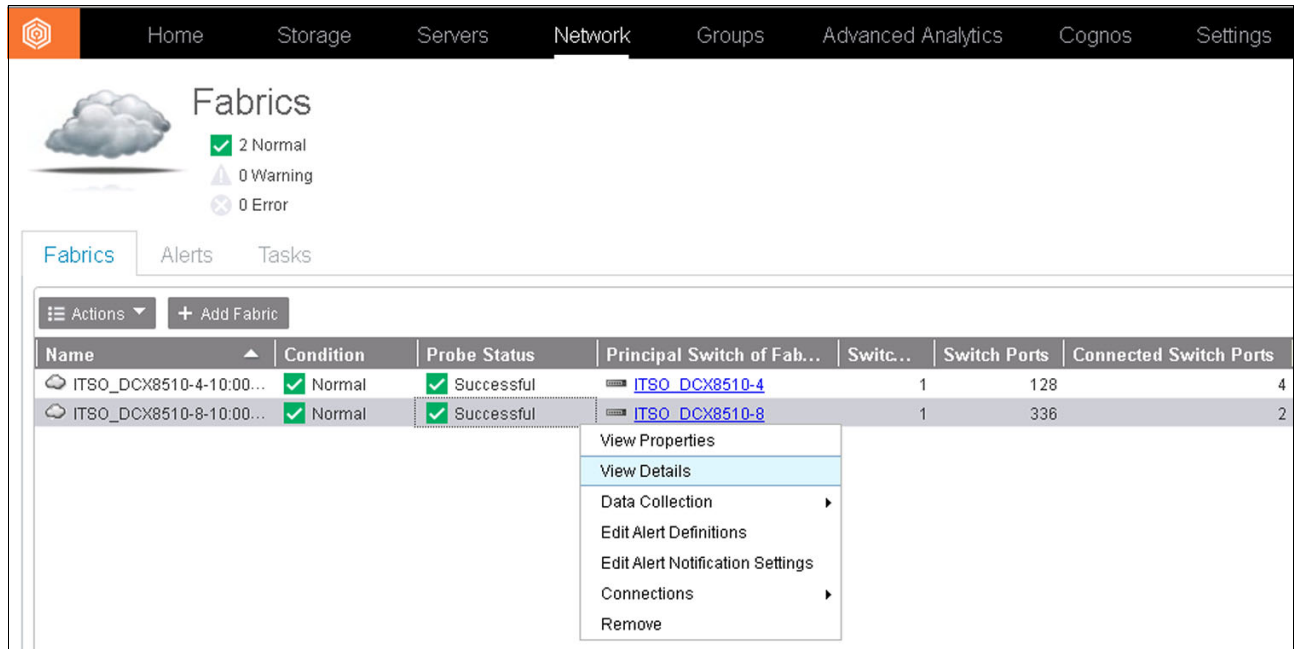 Home Storage Servers Network Groups Advanced Analytics Cognos Settings
Fabrics
2 Normal
0 Warning
0 Error
Fabrics Alerts Tasks
Actions + Add Fabric
Name Condition Probe Status Principal Switch of Fab... Switc... Switch Ports Connected Switch Ports
ITSO_DCX8510-4-10:00... Normal Successful ITSO_DCX8510-4 1 128 4
ITSO_DCX8510-8-10:00... Normal Successful ITSO_DCX8510-8 1 336 2
View Properties
View Details
Data Collection
Edit Alert Definitions
Edit Alert Notification Settings
Connections
Remove